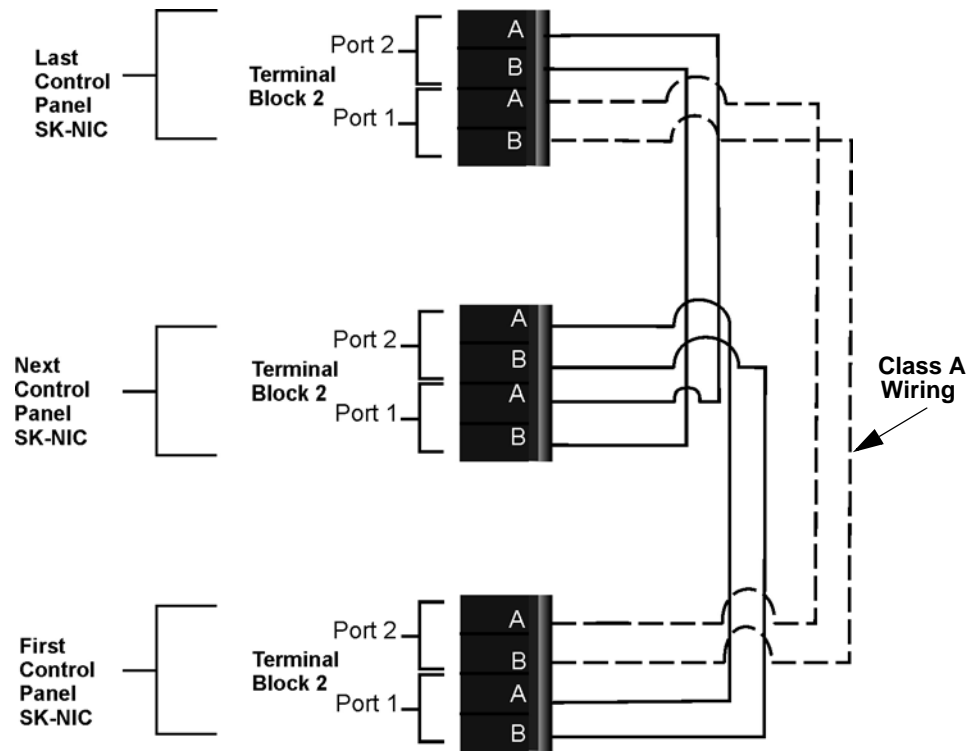 Last
Control
Panel
SK-NIC
Terminal
Block 2
Port 2
Port 1
A
B
A
B
Next
Control
Panel
SK-NIC
Terminal
Block 2
Port 2
Port 1
A
B
A
B
Class A
Wiring
First
Control
Panel
SK-NIC
Terminal
Block 2
Port 2
Port 1
A
B
A
B